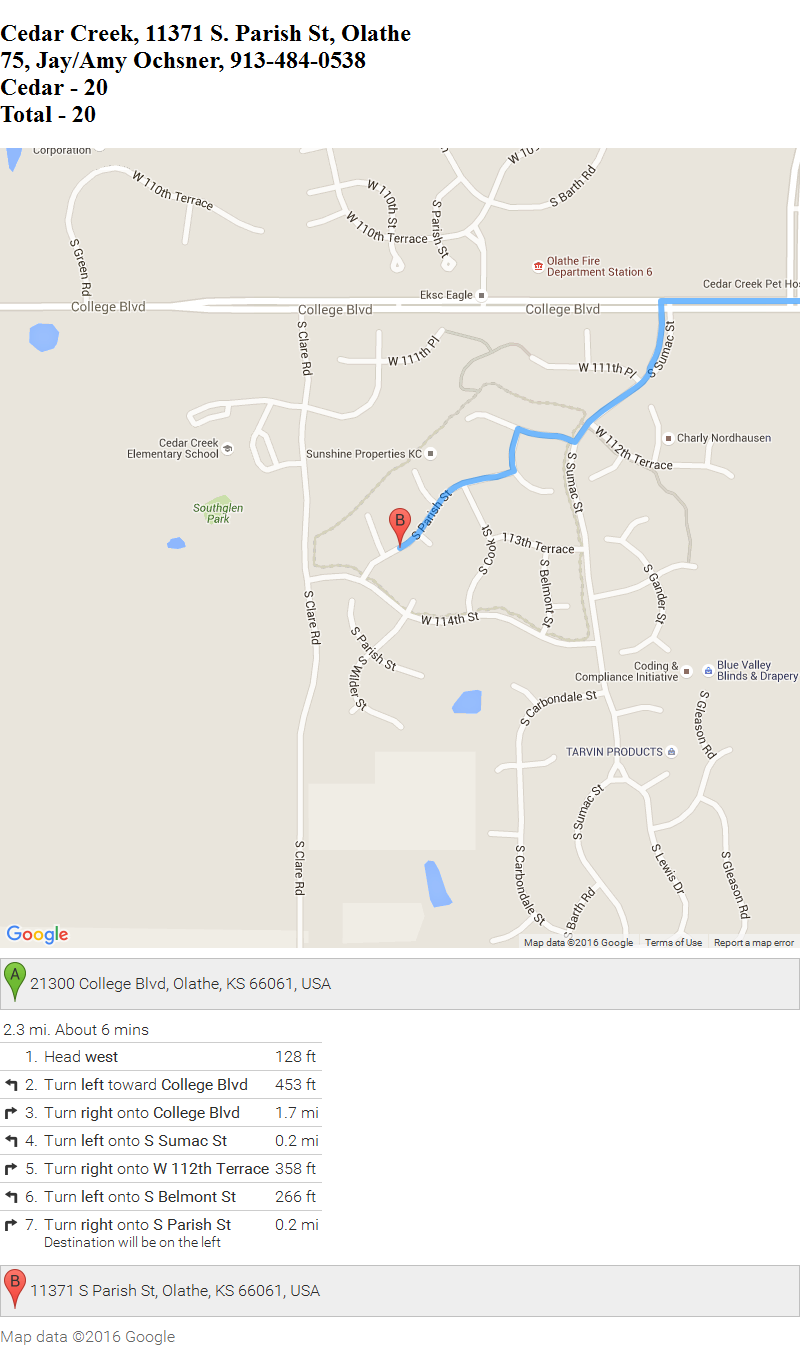 Cedar Creek, 11371 S. Parish St, Olathe
75, Jay/Amy Ochsner, 913-484-0538
Cedar - 20
Total - 20
Corporation
W 110th Terrace
W 110th St
S Parish St
W 110th Terrace
S Barth Rd
S Green Rd
Olathe Fire
Department Station 6
Eksc Eagle
Cedar Creek Pet Hos
College Blvd
College Blvd
College Blvd
S Clare Rd
W 111th Pl
W 111th Pl
S Sumac St
Cedar Creek
Elementary School
Sunshine Properties KC
W 112th Terrace
Charly Nordhausen
S Sumac St
Southglen
Park
B
S Parish St
S Cook St
113th Terrace
S Belmont St
S Gander St
S Clare Rd
W 114th St
S Parish St
S Wilder St
Coding &
Compliance Initiative
Blue Valley
Blinds & Drapery
S Carbondale St
S Gleason Rd
TARVIN PRODUCTS
S Sumac St
S Clare Rd
S Carbondale St
S Lewis Dr
S Gleason Rd
S Barth Rd
Google
Map data ©2016 Google Terms of Use Report a map error
A 21300 College Blvd, Olathe, KS 66061, USA
2.3 mi. About 6 mins
1. Head west 128 ft
2. Turn left toward College Blvd 453 ft
3. Turn right onto College Blvd 1.7 mi
4. Turn left onto S Sumac St 0.2 mi
5. Turn right onto W 112th Terrace 358 ft
6. Turn left onto S Belmont St 266 ft
7. Turn right onto S Parish St 0.2 mi
Destination will be on the left
B 11371 S Parish St, Olathe, KS 66061, USA
Map data ©2016 Google